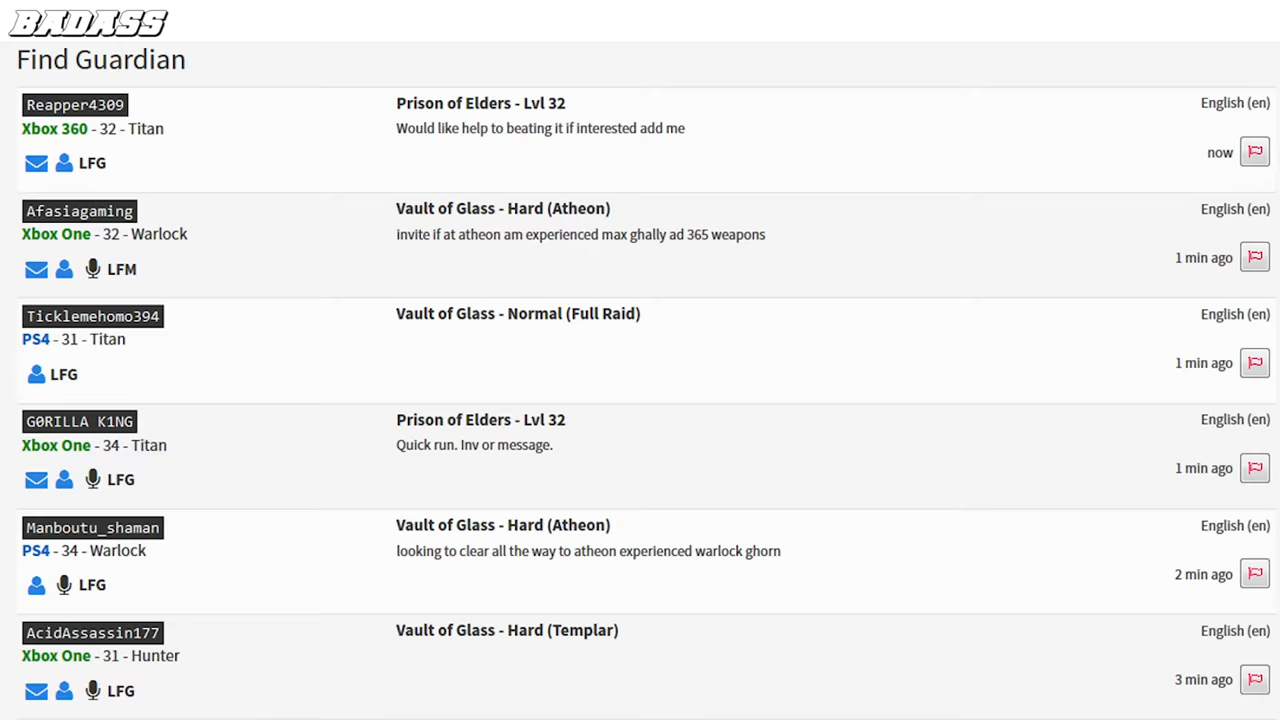 BADASS
Find Guardian
Reapper4309
Prison of Elders - Lvl 32
English (en)
Xbox 360 - 32 - Titan
Would like help to beating it if interested add me
now
LFG
Afasiagaming
Vault of Glass - Hard (Atheon)
English (en)
Xbox One - 32 - Warlock
invite if at atheon am experienced max ghally ad 365 weapons
1 min ago
LFM
Ticklemehomo394
Vault of Glass - Normal (Full Raid)
English (en)
PS4 - 31 - Titan
1 min ago
LFG
G0RILLA K1NG
Prison of Elders - Lvl 32
English (en)
Xbox One - 34 - Titan
Quick run. Inv or message.
1 min ago
LFG
Manboutu_shaman
Vault of Glass - Hard (Atheon)
English (en)
PS4 - 34 - Warlock
looking to clear all the way to atheon experienced warlock ghorn
2 min ago
LFG
AcidAssassin177
Vault of Glass - Hard (Templar)
English (en)
Xbox One - 31 - Hunter
3 min ago
LFG